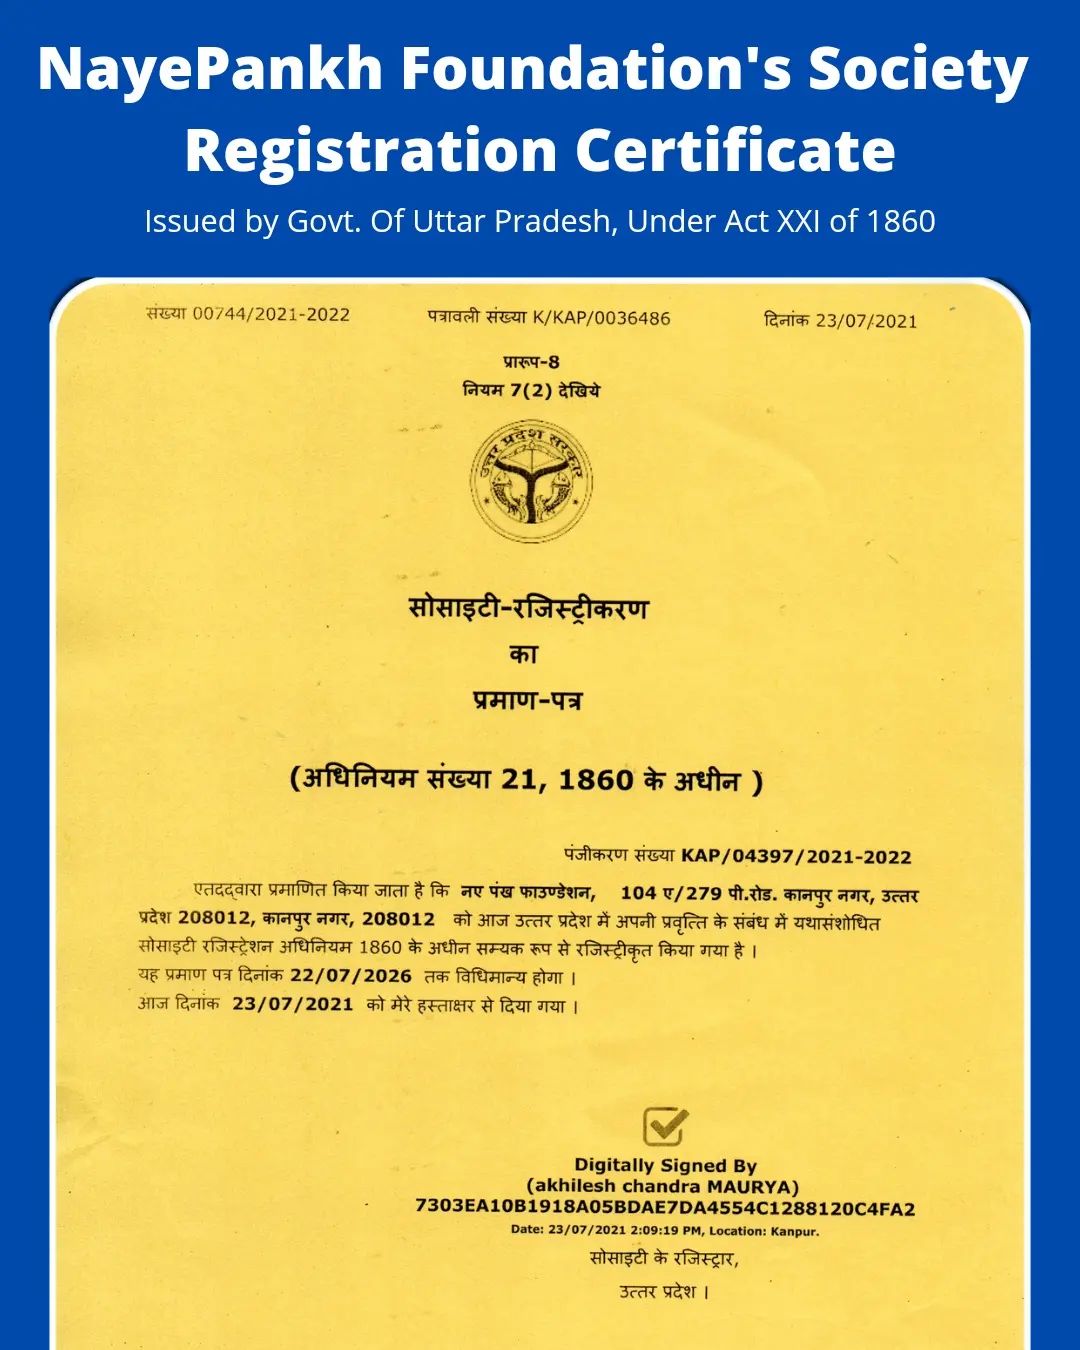 NayePankh Foundation's Society
Registration Certificate
Issued by Govt. Of Uttar Pradesh, Under Act XXI of 1860
संख्या 00744/2021-2022 पत्रावली संख्या K/KAP/0036486 दिनांक 23/07/2021
प्रारूप-8
नियम 7(2) देखिये
उत्तर प्रदेश सरकार
सोसाइटी-रजिस्ट्रीकरण
का
प्रमाण-पत्र
(अधिनियम संख्या 21, 1860 के अधीन )
पंजीकरण संख्या KAP/04397/2021-2022
एतदद्वारा प्रमाणित किया जाता है कि नए पंख फाउण्डेशन, 104 ए/279 पी.रोड. कानपुर नगर, उत्तर
प्रदेश 208012, कानपुर नगर, 208012 को आज उत्तर प्रदेश में अपनी प्रवृत्ति के संबंध में यथासंशोधित
सोसाइटी रजिस्ट्रेशन अधिनियम 1860 के अधीन सम्यक रूप से रजिस्ट्रीकृत किया गया है ।
यह प्रमाण पत्र दिनांक 22/07/2026 तक विधिमान्य होगा ।
आज दिनांक 23/07/2021 को मेरे हस्ताक्षर से दिया गया ।
Digitally Signed By
(akhilesh chandra MAURYA)
7303EA10B1918A05BDAE7DA4554C1288120C4FA2
Date: 23/07/2021 2:09:19 PM, Location: Kanpur.
सोसाइटी के रजिस्ट्रार,
उत्तर प्रदेश ।